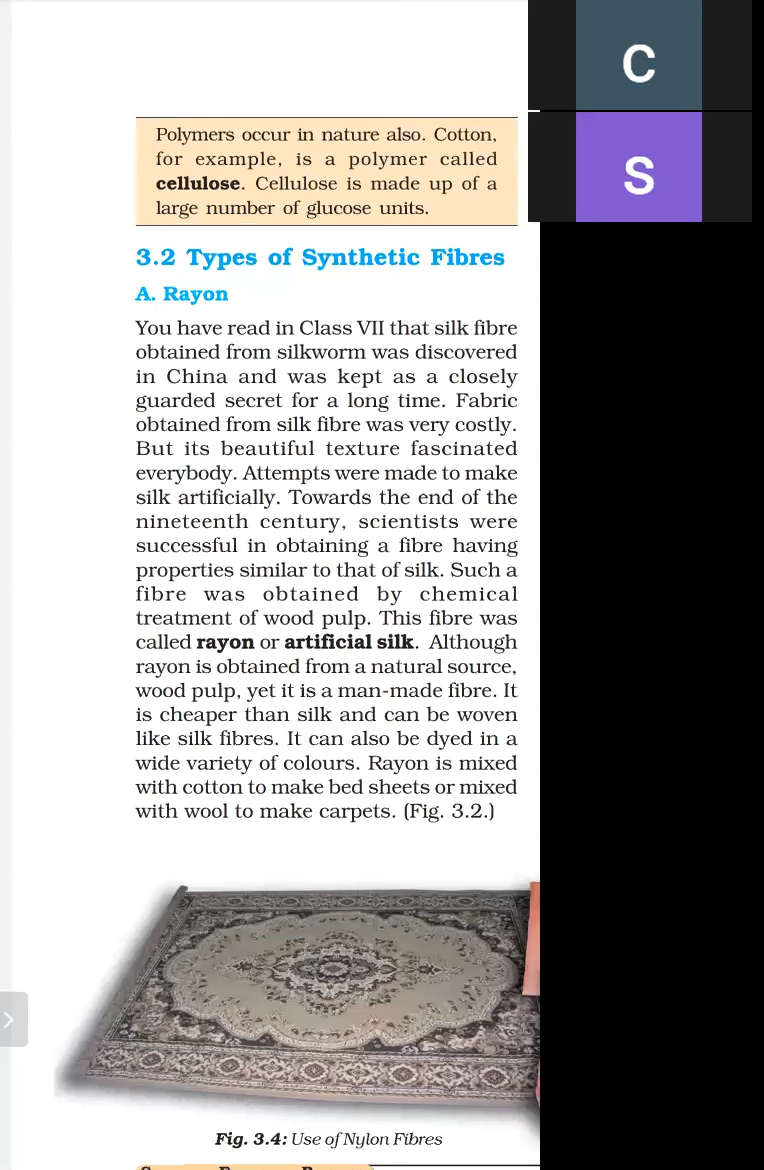 C
S
Polymers occur in nature also. Cotton,
for example, is a polymer called
cellulose. Cellulose is made up of a
large number of glucose units.
3.2 Types of Synthetic Fibres
A. Rayon
You have read in Class VII that silk fibre
obtained from silkworm was discovered
in China and was kept as a closely
guarded secret for a long time. Fabric
obtained from silk fibre was very costly.
But its beautiful texture fascinated
everybody. Attempts were made to make
silk artificially. Towards the end of the
nineteenth century, scientists were
successful in obtaining a fibre having
properties similar to that of silk. Such a
fibre was obtained by chemical
treatment of wood pulp. This fibre was
called rayon or artificial silk. Although
rayon is obtained from a natural source,
wood pulp, yet it is a man-made fibre. It
is cheaper than silk and can be woven
like silk fibres. It can also be dyed in a
wide variety of colours. Rayon is mixed
with cotton to make bed sheets or mixed
with wool to make carpets. (Fig. 3.2.)
Fig. 3.4: Use of Nylon Fibres